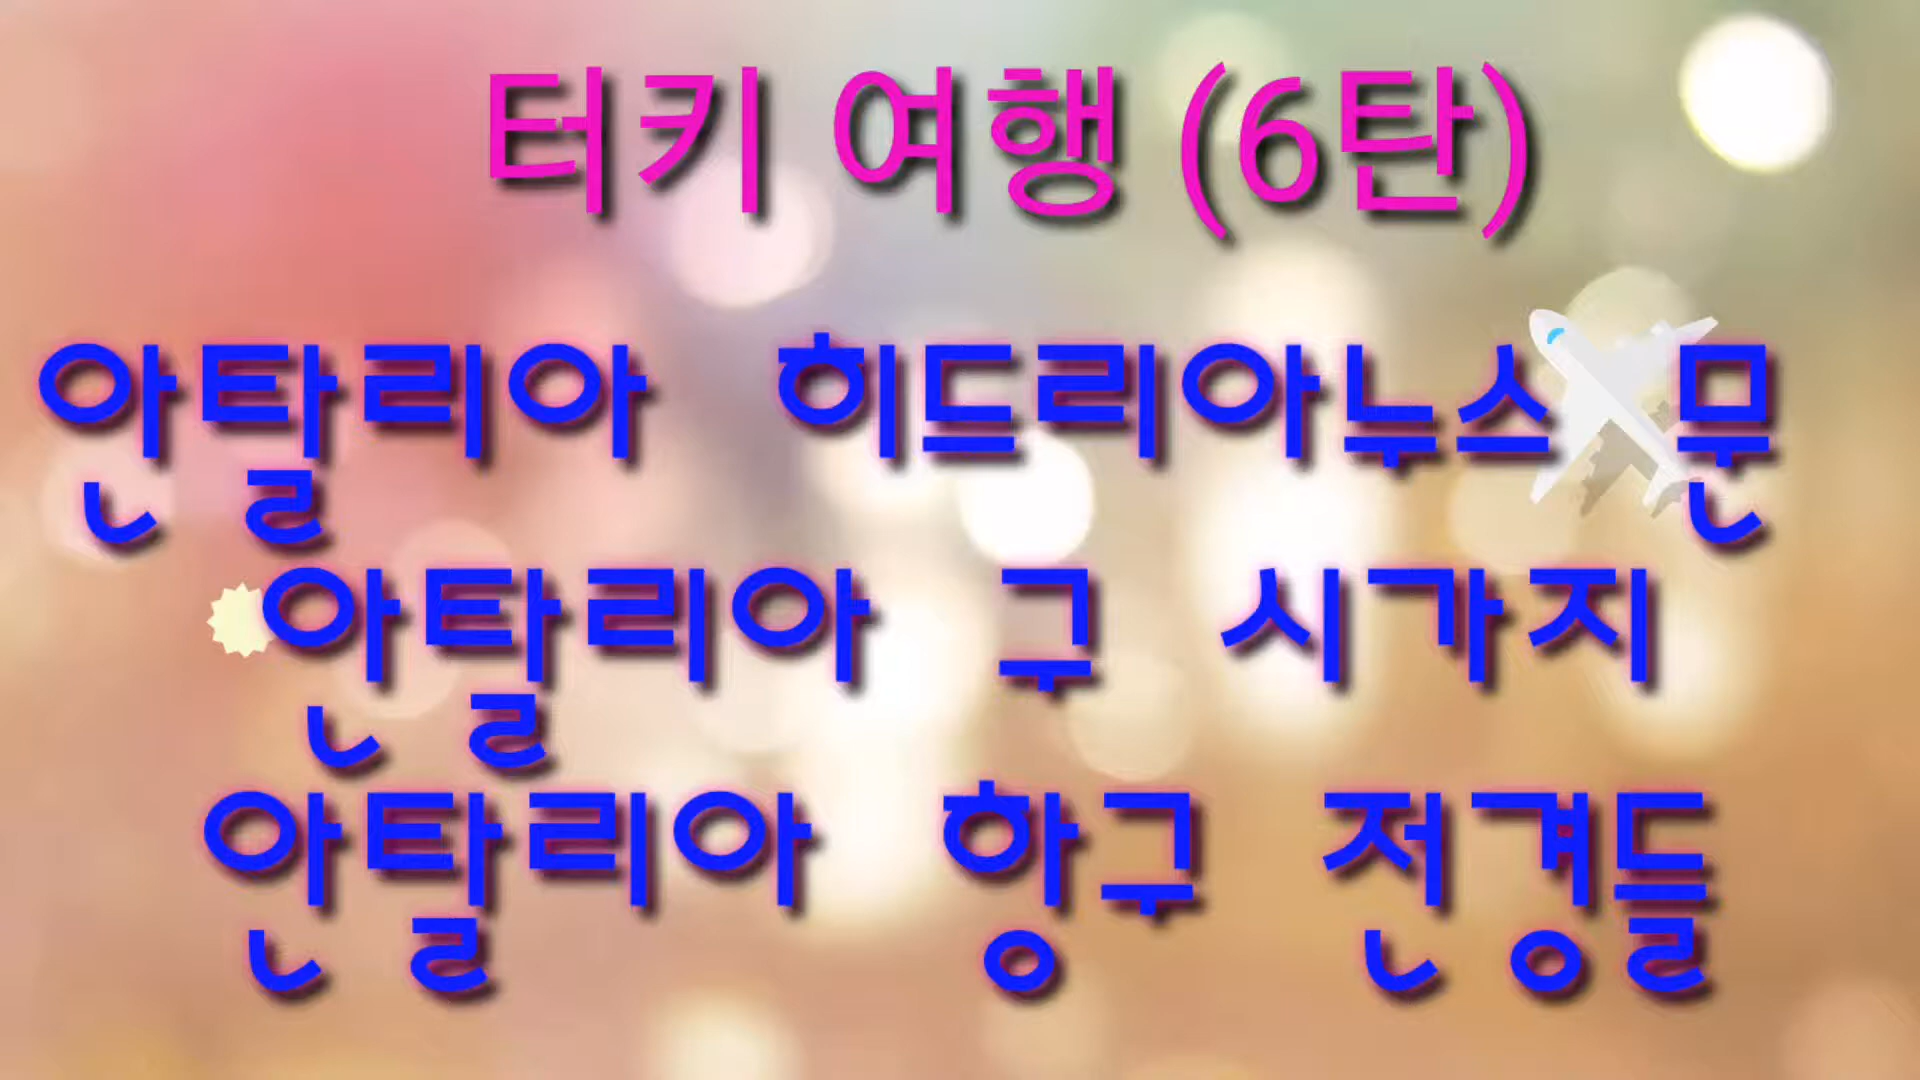 터키 여행 (6탄)
안탈리아 히드리아뉴스 문
안탈리아 구 시가지
안탈리아 항구 전경들